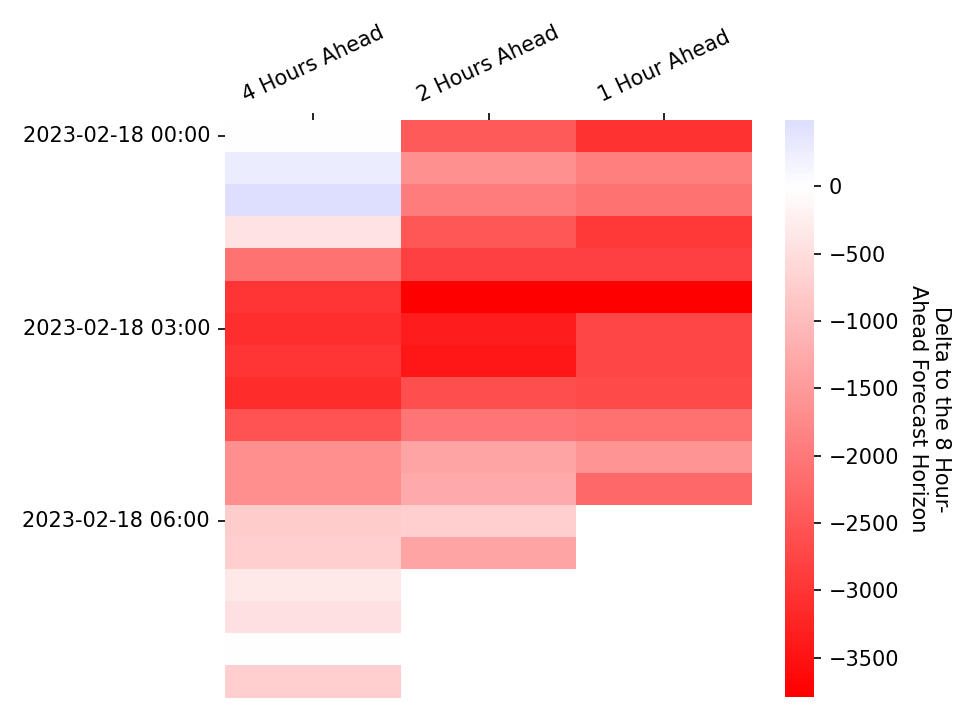 4 Hours Ahead
2 Hours Ahead
1 Hour Ahead
2023-02-18 00:00
2023-02-18 03:00
2023-02-18 06:00
0
−500
−1000
−1500
−2000
−2500
−3000
−3500
Delta to the 8 Hour-
Ahead Forecast Horizon